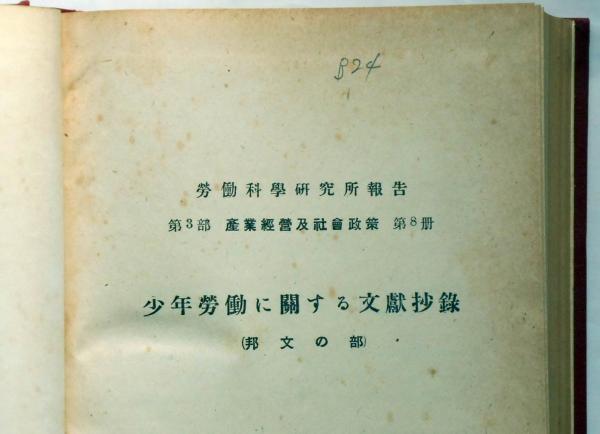 824
勞働科學硏究所報告
第3部 產業經營及社會政策 第8册
少年勞働に關する文獻抄錄
(邦文の部)